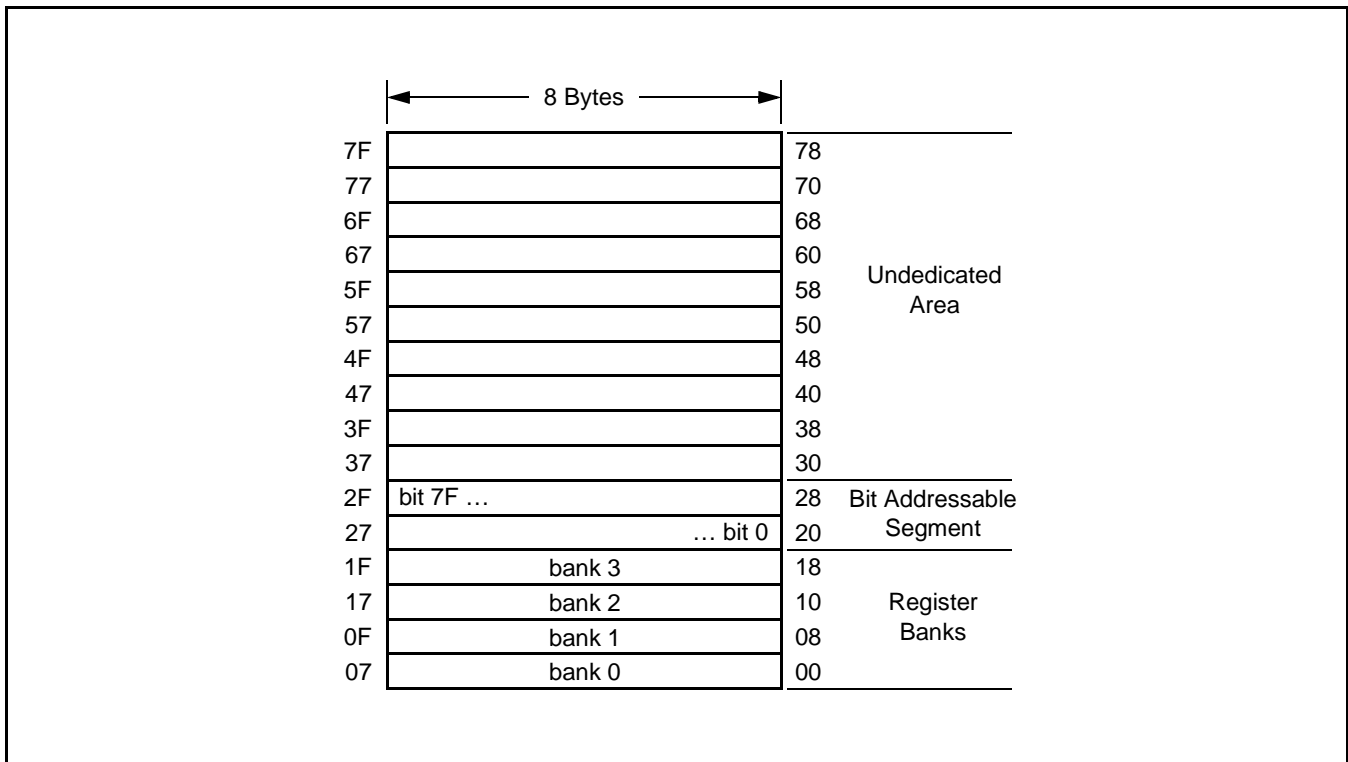 8 Bytes
7F 78
77 70
6F 68
67 60
5F 58 Undedicated
Area
57 50
4F 48
47 40
3F 38
37 30
2F bit 7F … 28 Bit Addressable
Segment
27 … bit 0 20
1F bank 3 18
17 bank 2 10 Register
Banks
0F bank 1 08
07 bank 0 00